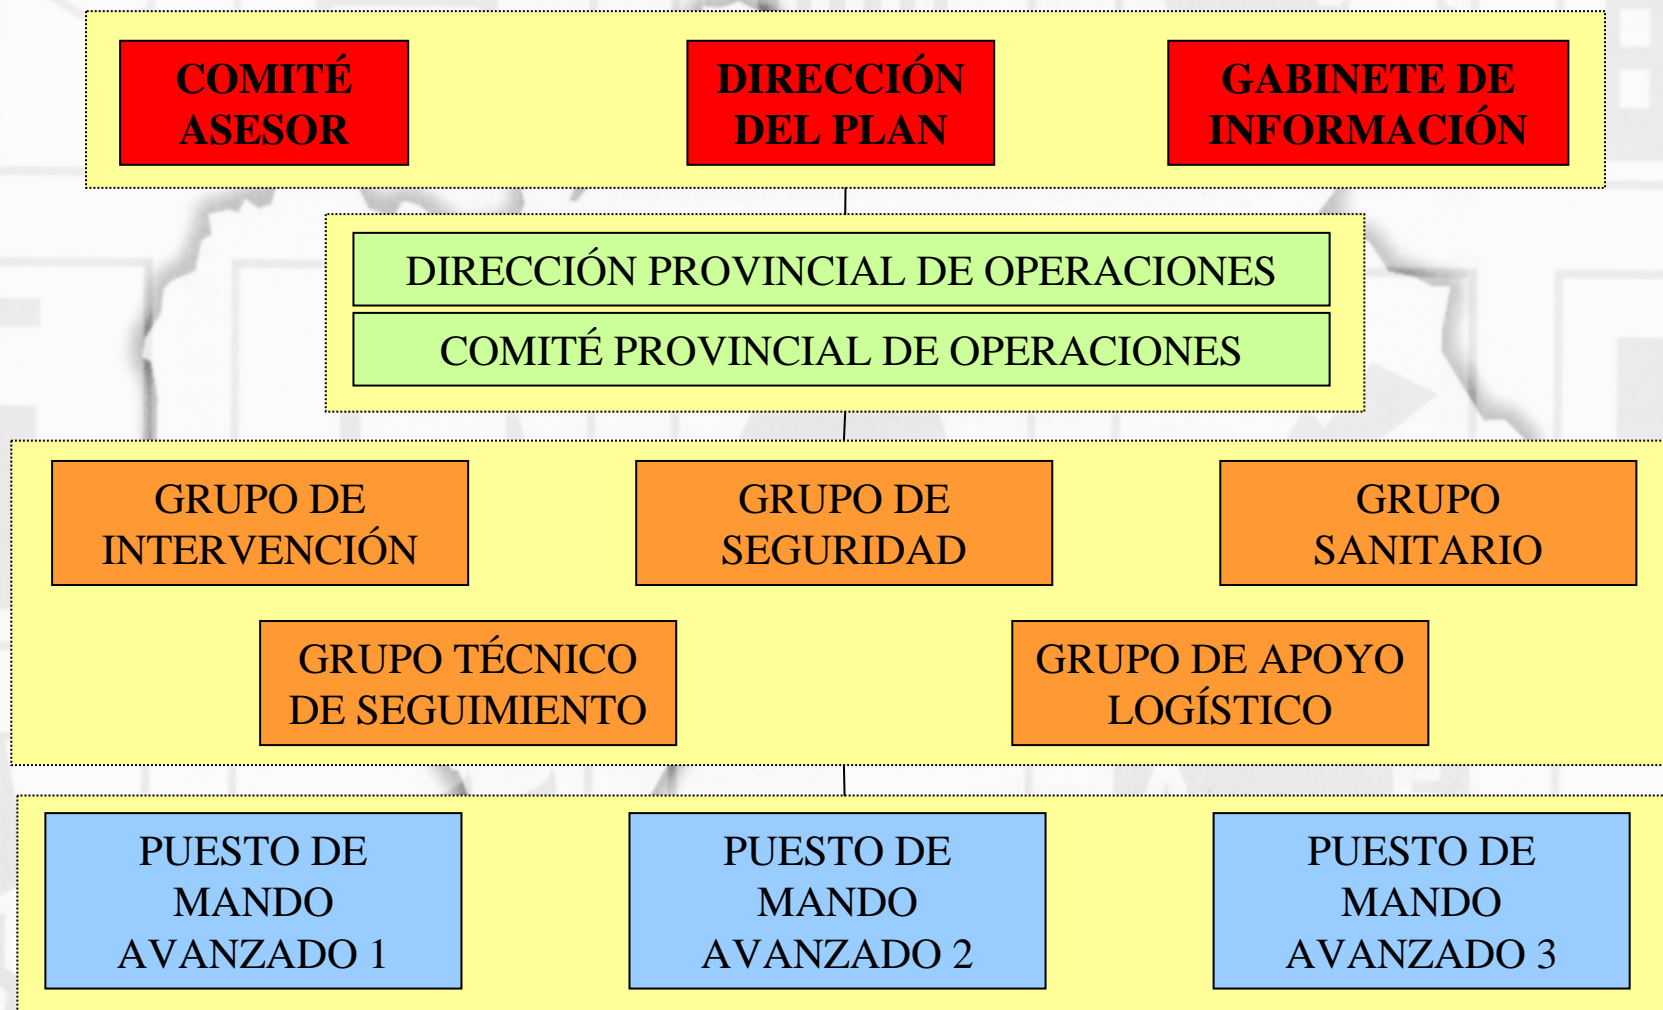 COMITÉ
ASESOR
DIRECCIÓN
DEL PLAN
GABINETE DE
INFORMACIÓN
DIRECCIÓN PROVINCIAL DE OPERACIONES
COMITÉ PROVINCIAL DE OPERACIONES
GRUPO DE
INTERVENCIÓN
GRUPO DE
SEGURIDAD
GRUPO
SANITARIO
GRUPO TÉCNICO
DE SEGUIMIENTO
GRUPO DE APOYO
LOGÍSTICO
PUESTO DE
MANDO
AVANZADO 1
PUESTO DE
MANDO
AVANZADO 2
PUESTO DE
MANDO
AVANZADO 3